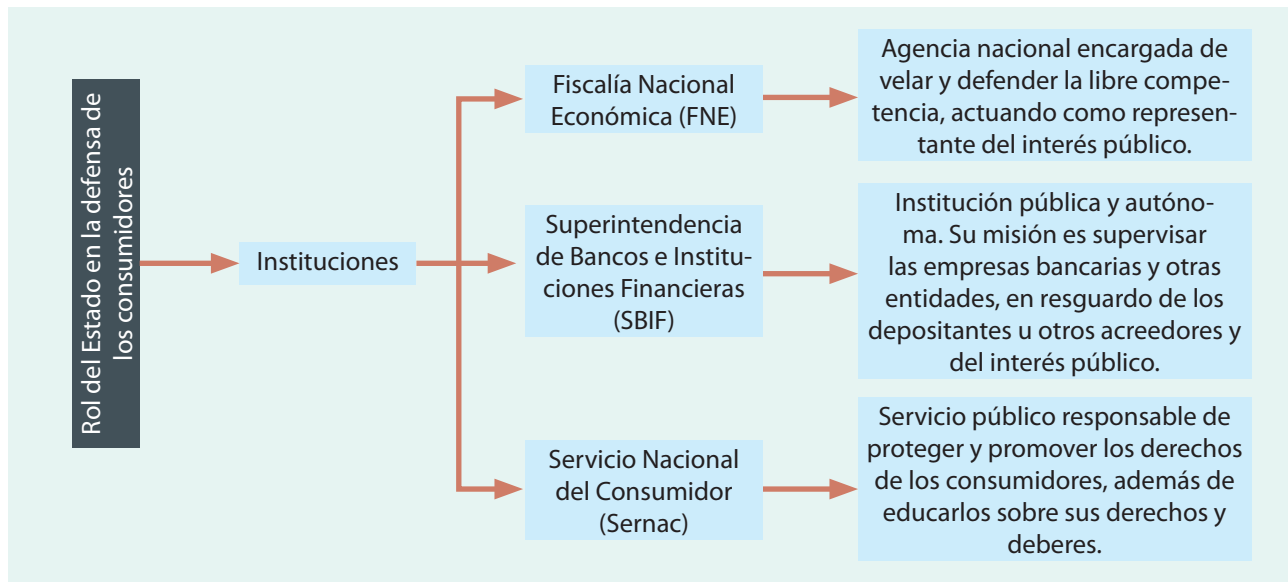 Rol del Estado en la defensa de
los consumidores
Instituciones
Fiscalía Nacional
Económica (FNE)
Agencia nacional encargada de
velar y defender la libre compe-
tencia, actuando como represen-
tante del interés público.
Superintendencia
de Bancos e Institu-
ciones Financieras
(SBIF)
Institución pública y autóno-
ma. Su misión es supervisar
las empresas bancarias y otras
entidades, en resguardo de los
depositantes u otros acreedores y
del interés público.
Servicio Nacional
del Consumidor
(Sernac)
Servicio público responsable de
proteger y promover los derechos
de los consumidores, además de
educarlos sobre sus derechos y
deberes.